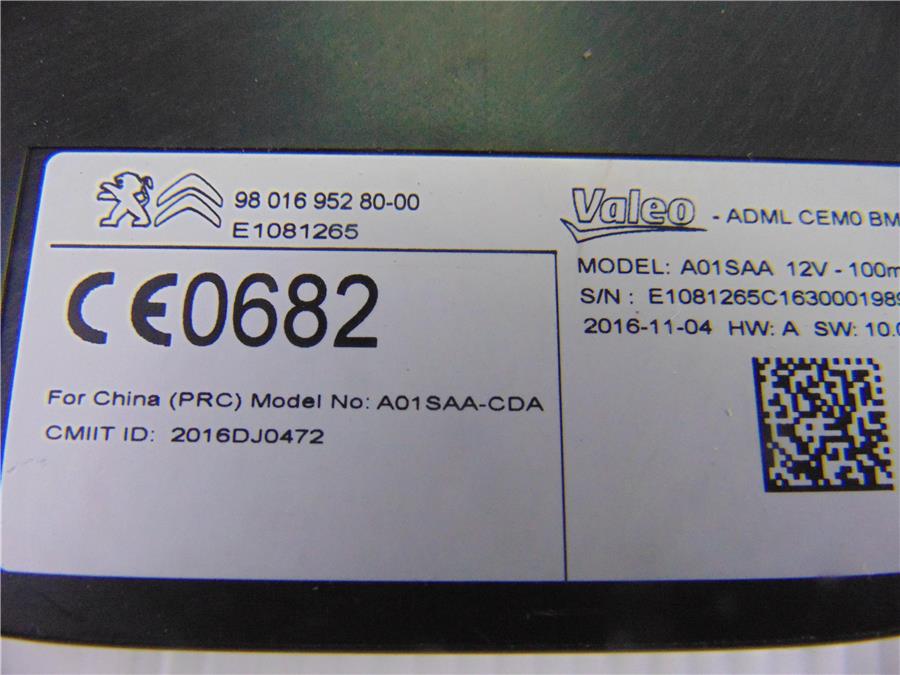 98 016 952 80-00
E1081265
CE0682
For China (PRC) Model No: A01SAA-CDA
CMIIT ID: 2016DJ0472
Valeo - ADML CEM0 BM
MODEL: A01SAA 12V - 100m
S/N : E1081265C1630001989
2016-11-04 HW: A SW: 10.0